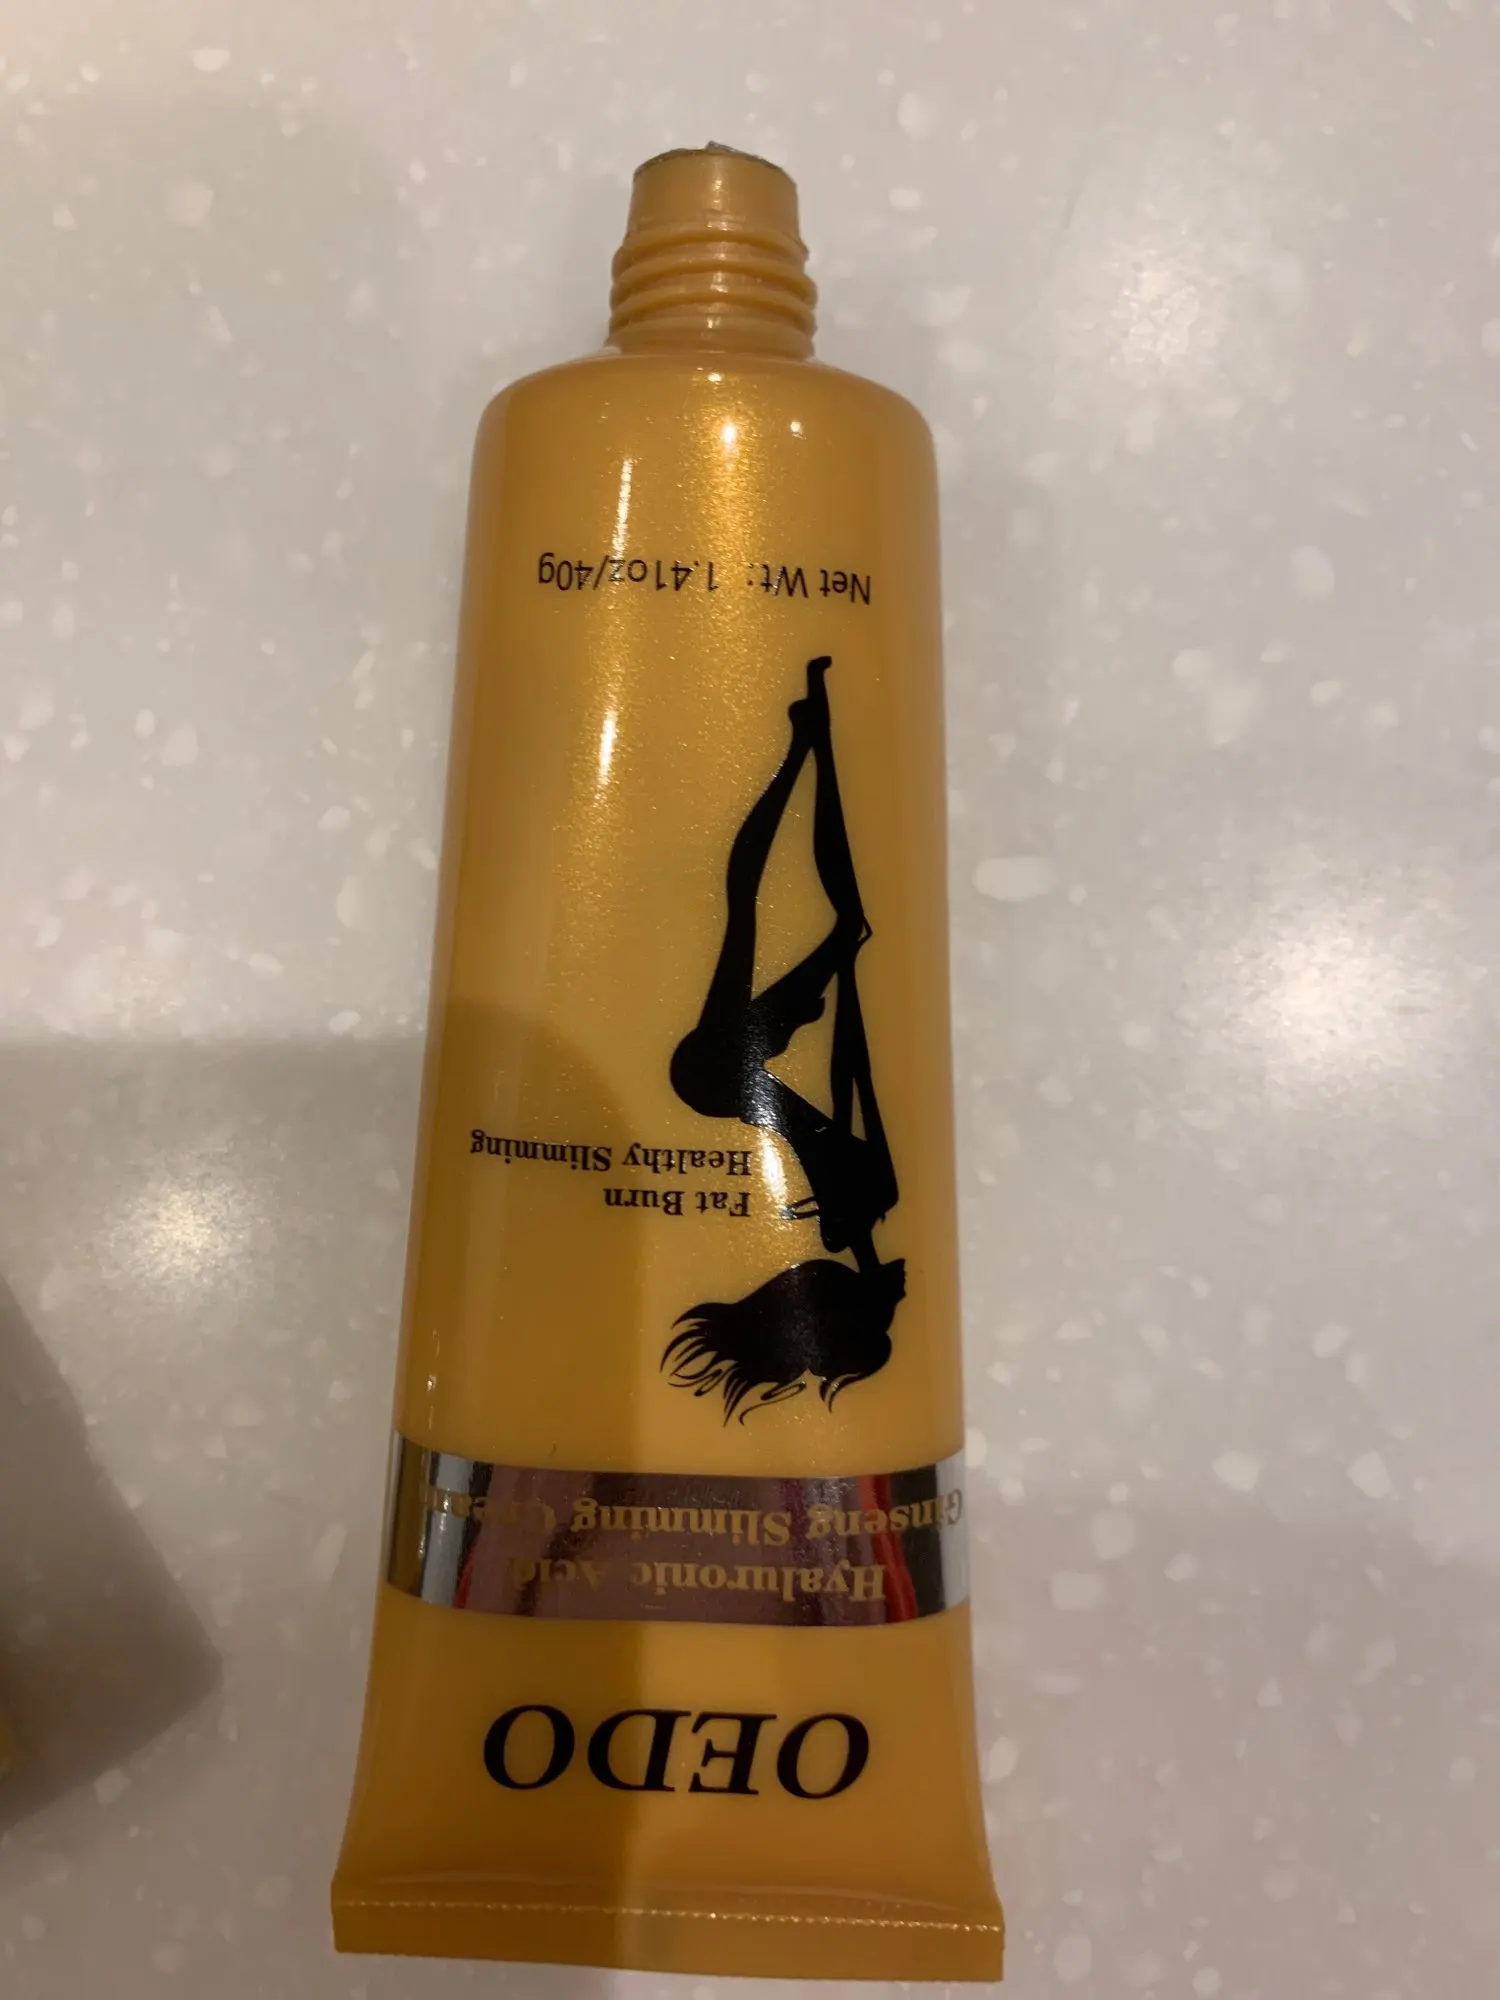 OEDO
Hyaluronic Acid
Ginseng Slimming Cream
Fat Burn
Healthy Slimming
Net Wt: 1.41oz/40g